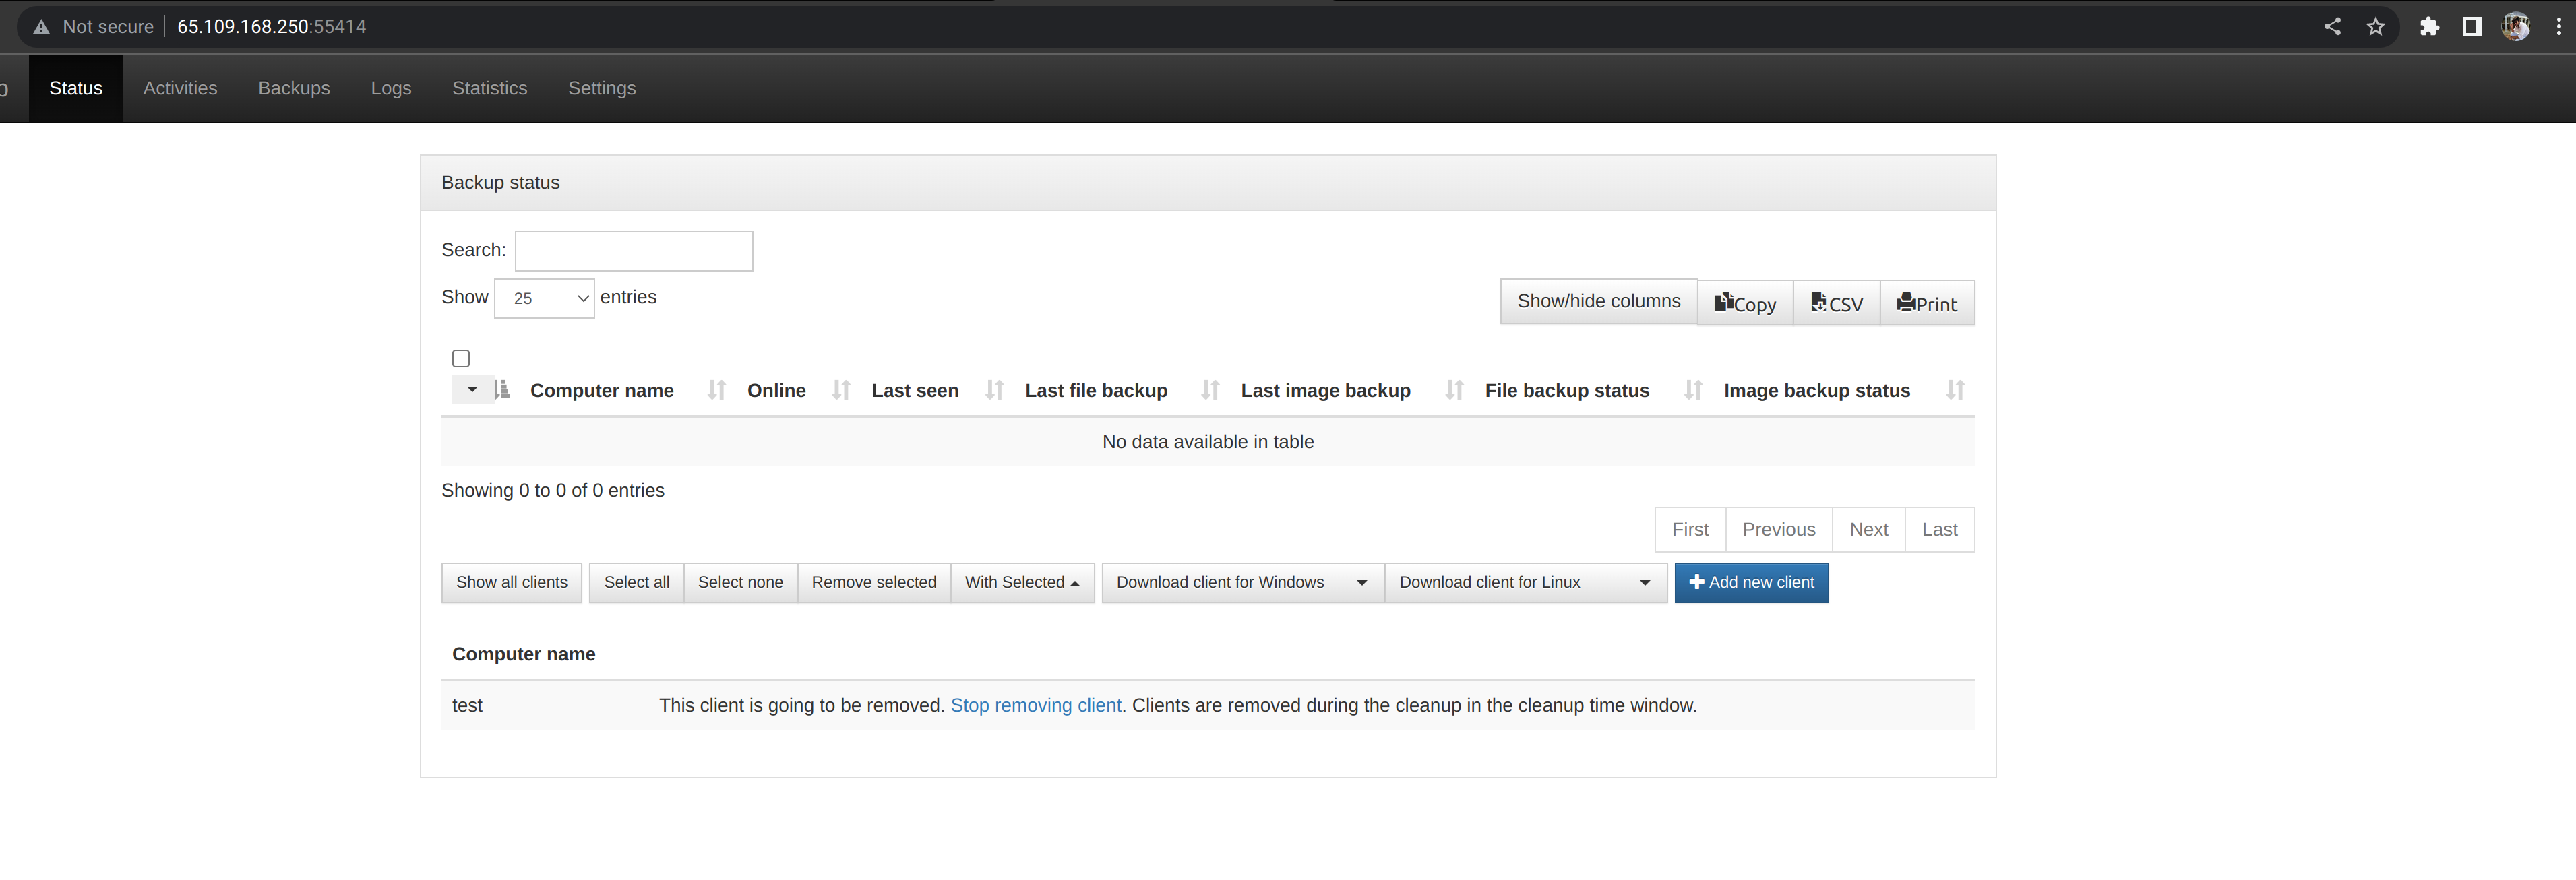 Not secure 65.109.168.250:55414
Status Activities Backups Logs Statistics Settings
Backup status
Search:
Show 25 entries
Show/hide columns Copy CSV Print
Computer name Online Last seen Last file backup Last image backup File backup status Image backup status
No data available in table
Showing 0 to 0 of 0 entries
First Previous Next Last
Show all clients Select all Select none Remove selected With Selected Download client for Windows Download client for Linux Add new client
Computer name
test This client is going to be removed. Stop removing client. Clients are removed during the cleanup in the cleanup time window.